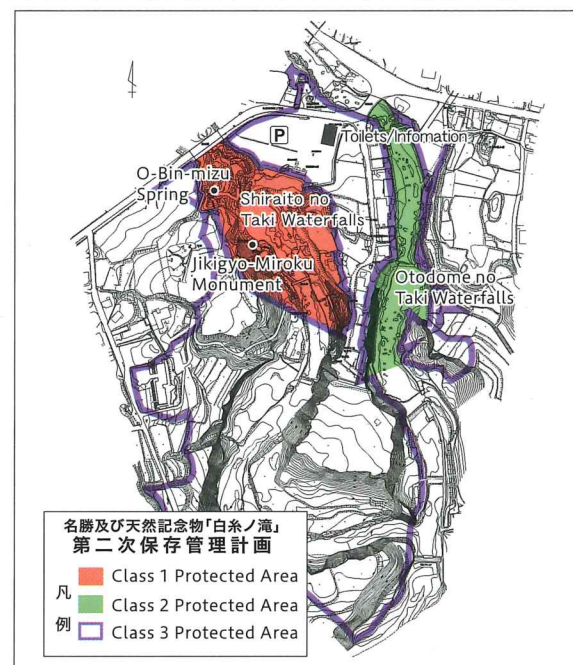 P
Toilets/Infomation
O-Bin-mizu
Spring
Shiraito no
Taki Waterfalls
Jikigyo-Miroku
Monument
Otodome no
Taki Waterfalls
名勝及び天然記念物「白糸ノ滝」
第二次保存管理計画
凡例
Class 1 Protected Area
Class 2 Protected Area
Class 3 Protected Area